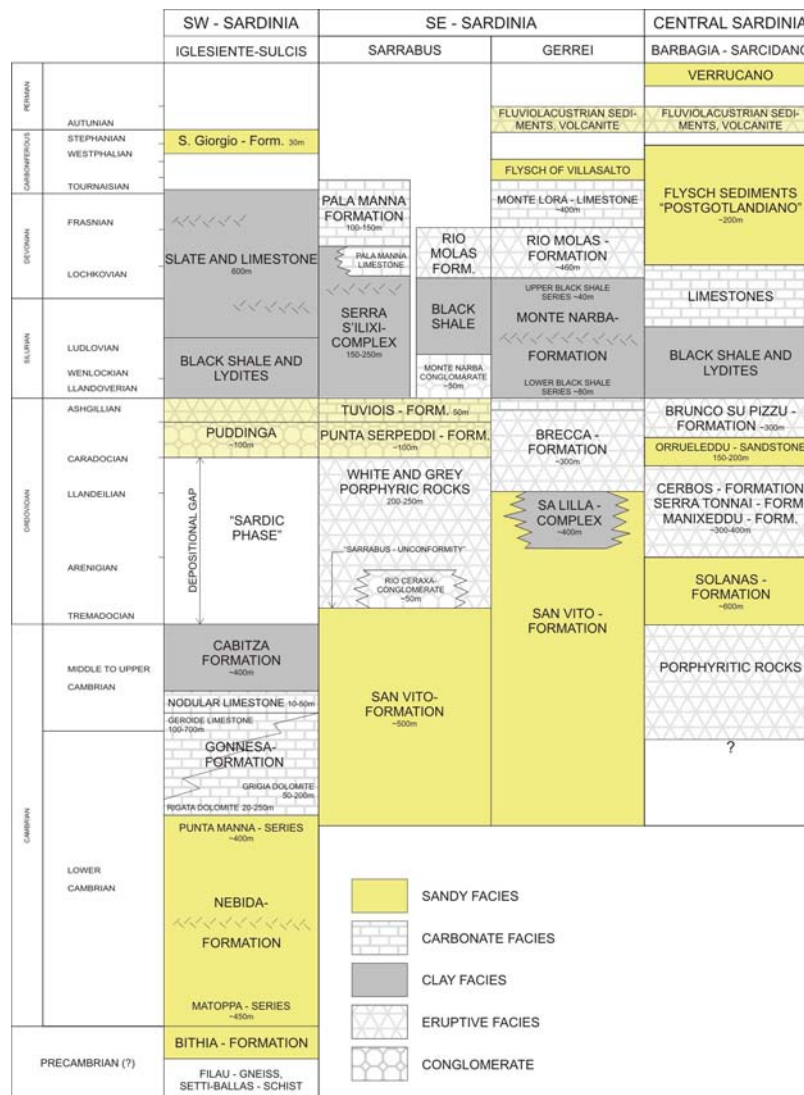 SW - SARDINIA
SE - SARDINIA
CENTRAL SARDINIA
IGLESIENTE-SULCIS
SARRABUS
GERREI
BARBAGIA - SARCIDANO
PERMIAN
AUTUNIAN
CARBONIFEROUS
STEPHANIAN
WESTPHALIAN
TOURNAISIAN
DEVONIAN
FRASNIAN
LOCHKOVIAN
SILURIAN
LUDLOVIAN
WENLOCKIAN
LLANDOVERIAN
ORDOVICIAN
ASHGILLIAN
CARADOCIAN
LLANDEILIAN
ARENIGIAN
TREMADOCIAN
CAMBRIAN
MIDDLE TO UPPER
CAMBRIAN
LOWER
CAMBRIAN
PRECAMBRIAN (?)
S. Giorgio - Form. 30m
SLATE AND LIMESTONE
600m
BLACK SHALE AND
LYDITES
PUDDINGA
~100m
DEPOSITIONAL GAP
"SARDIC
PHASE"
CABITZA
FORMATION
~400m
NODULAR LIMESTONE 10-50m
GEROIDE LIMESTONE
100-700m
GONNESA-
FORMATION
GRIGIA DOLOMITE
50-200m
RIGATA DOLOMITE 20-250m
PUNTA MANNA - SERIES
~400m
NEBIDA-
FORMATION
MATOPPA - SERIES
~450m
BITHIA - FORMATION
FILAU - GNEISS,
SETTI-BALLAS - SCHIST
PALA MANNA
FORMATION
100-150m
PALA MANNA
LIMESTONE
SERRA
S'ILIXI-
COMPLEX
150-250m
RIO
MOLAS
FORM.
BLACK
SHALE
MONTE NARBA
CONGLOMARATE
~50m
TUVIOIS - FORM. 50m
PUNTA SERPEDDI - FORM.
~100m
WHITE AND GREY
PORPHYRIC ROCKS
200-250m
"SARRABUS - UNCONFORMITY"
RIO CERAXA-
CONGLOMERATE
~50m
SAN VITO-
FORMATION
~500m
FLUVIOLACUSTRIAN SEDI-
MENTS, VOLCANITE
FLYSCH OF VILLASALTO
MONTE LORA - LIMESTONE
~400m
RIO MOLAS -
FORMATION
~460m
UPPER BLACK SHALE
SERIES ~40m
MONTE NARBA-
FORMATION
LOWER BLACK SHALE
SERIES ~80m
BRECCA -
FORMATION
~300m
SA LILLA -
COMPLEX
~400m
SAN VITO -
FORMATION
VERRUCANO
FLUVIOLACUSTRIAN SEDI-
MENTS, VOLCANITE
FLYSCH SEDIMENTS
"POSTGOTLANDIANO"
~200m
LIMESTONES
BLACK SHALE AND
LYDITES
BRUNCO SU PIZZU -
FORMATION ~300m
ORRUELEDDU - SANDSTONE
150-200m
CERBOS - FORMATION
SERRA TONNAI - FORM.
MANIXEDDU - FORM.
~300-400m
SOLANAS -
FORMATION
~600m
PORPHYRITIC ROCKS
?
SANDY FACIES
CARBONATE FACIES
CLAY FACIES
ERUPTIVE FACIES
CONGLOMERATE